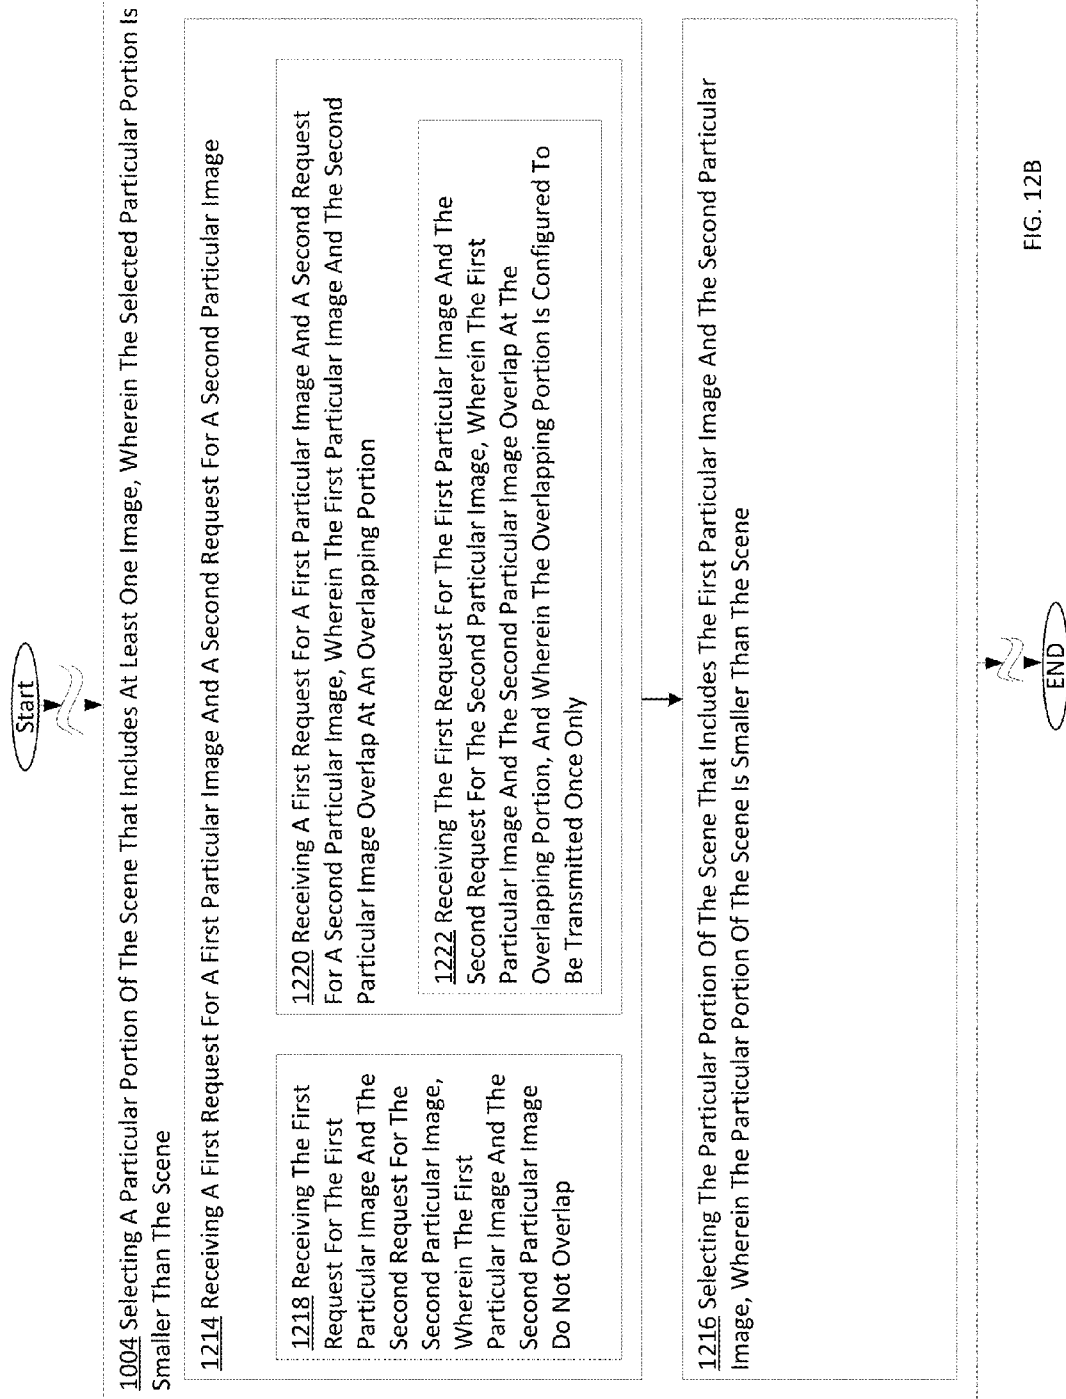 Start
1004 Selecting A Particular Portion Of The Scene That Includes At Least One Image, Wherein The Selected Particular Portion Is
Smaller Than The Scene
1214 Receiving A First Request For A First Particular Image And A Second Request For A Second Particular Image
1218 Receiving The First
Request For The First
Particular Image And The
Second Request For The
Second Particular Image,
Wherein The First
Particular Image And The
Second Particular Image
Do Not Overlap
1220 Receiving A First Request For A First Particular Image And A Second Request
For A Second Particular Image, Wherein The First Particular Image And The Second
Particular Image Overlap At An Overlapping Portion
1222 Receiving The First Request For The First Particular Image And The
Second Request For The Second Particular Image, Wherein The First
Particular Image And The Second Particular Image Overlap At The
Overlapping Portion, And Wherein The Overlapping Portion Is Configured To
Be Transmitted Once Only
1216 Selecting The Particular Portion Of The Scene That Includes The First Particular Image And The Second Particular
Image, Wherein The Particular Portion Of The Scene Is Smaller Than The Scene
END
FIG. 12B